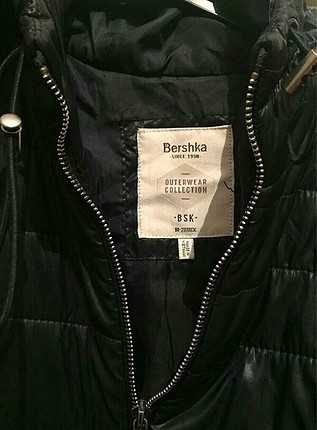 Bershka
SINCE 1998
OUTERWEAR
COLLECTION
·BSK·